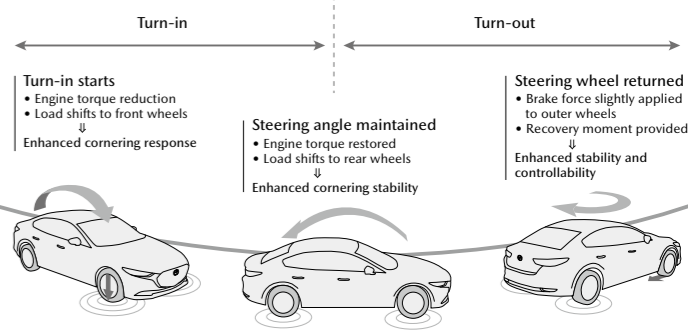 Turn-in
Turn-out
Turn-in starts
• Engine torque reduction
• Load shifts to front wheels
⇓
Enhanced cornering response
Steering angle maintained
• Engine torque restored
• Load shifts to rear wheels
⇓
Enhanced cornering stability
Steering wheel returned
• Brake force slightly applied
to outer wheels
• Recovery moment provided
⇓
Enhanced stability and
controllability